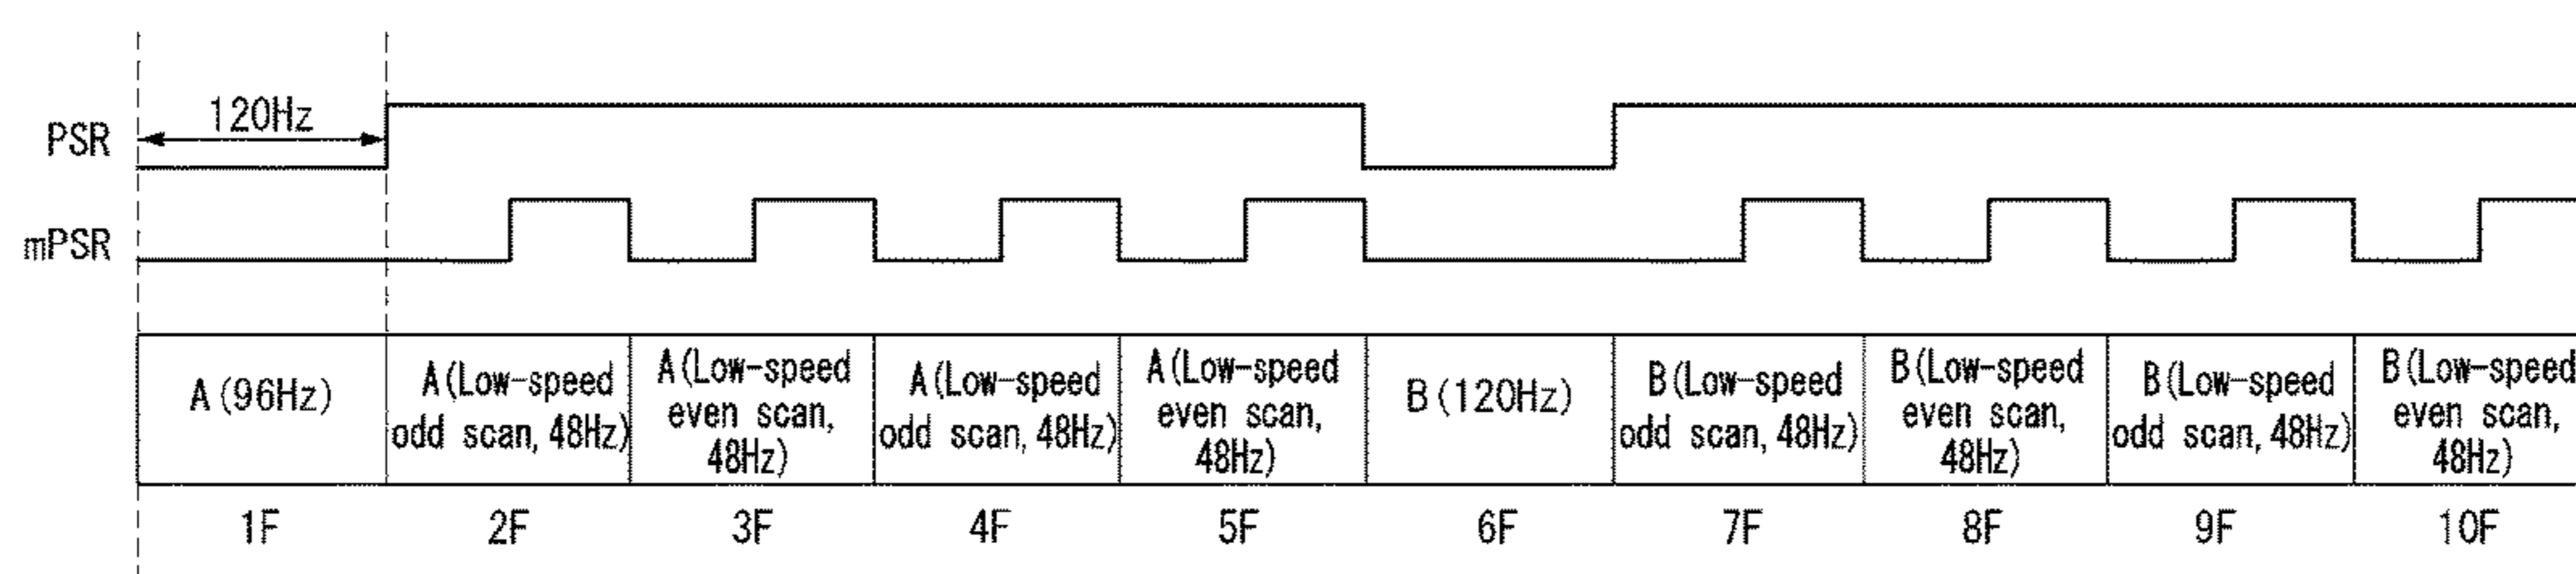 120Hz
PSR
mPSR
A(96Hz)
A(Low-speed
odd scan, 48Hz)
A(Low-speed
even scan,
48Hz)
A(Low-speed
odd scan, 48Hz)
A(Low-speed
even scan,
48Hz)
B(120Hz)
B(Low-speed
odd scan, 48Hz)
B(Low-speed
even scan,
48Hz)
B(Low-speed
odd scan, 48Hz)
B(Low-speed
even scan,
48Hz)
1F
2F
3F
4F
5F
6F
7F
8F
9F
10F